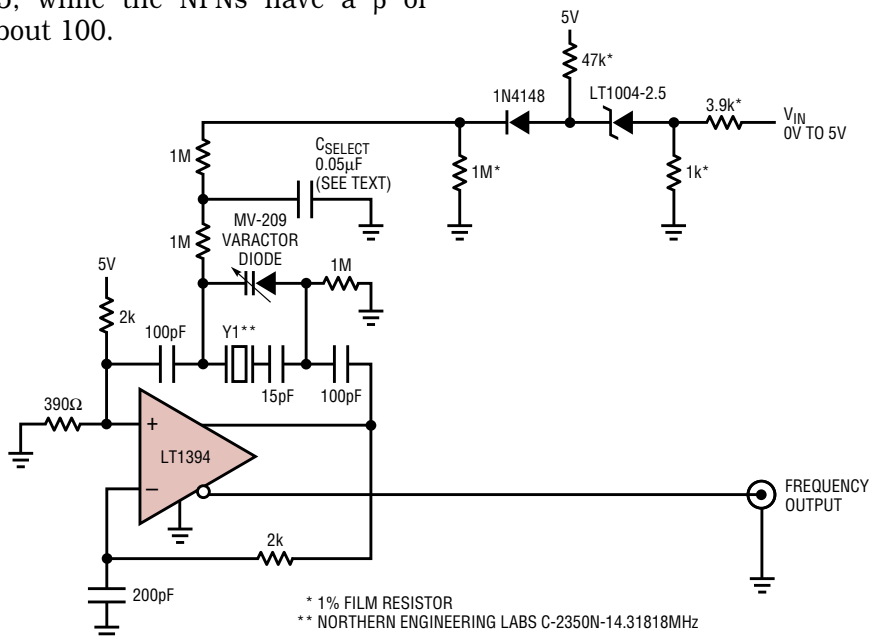 while the NPNs have a β of
bout 100.
5V
47k*
1N4148
LT1004-2.5
3.9k*
VIN
0V TO 5V
1M
CSELECT
0.05µF
(SEE TEXT)
1M*
1k*
1M
MV-209
VARACTOR
DIODE
1M
5V
2k
100pF
Y1**
15pF
100pF
390Ω
+
LT1394
–
FREQUENCY
OUTPUT
2k
200pF
* 1% FILM RESISTOR
** NORTHERN ENGINEERING LABS C-2350N-14.31818MHz